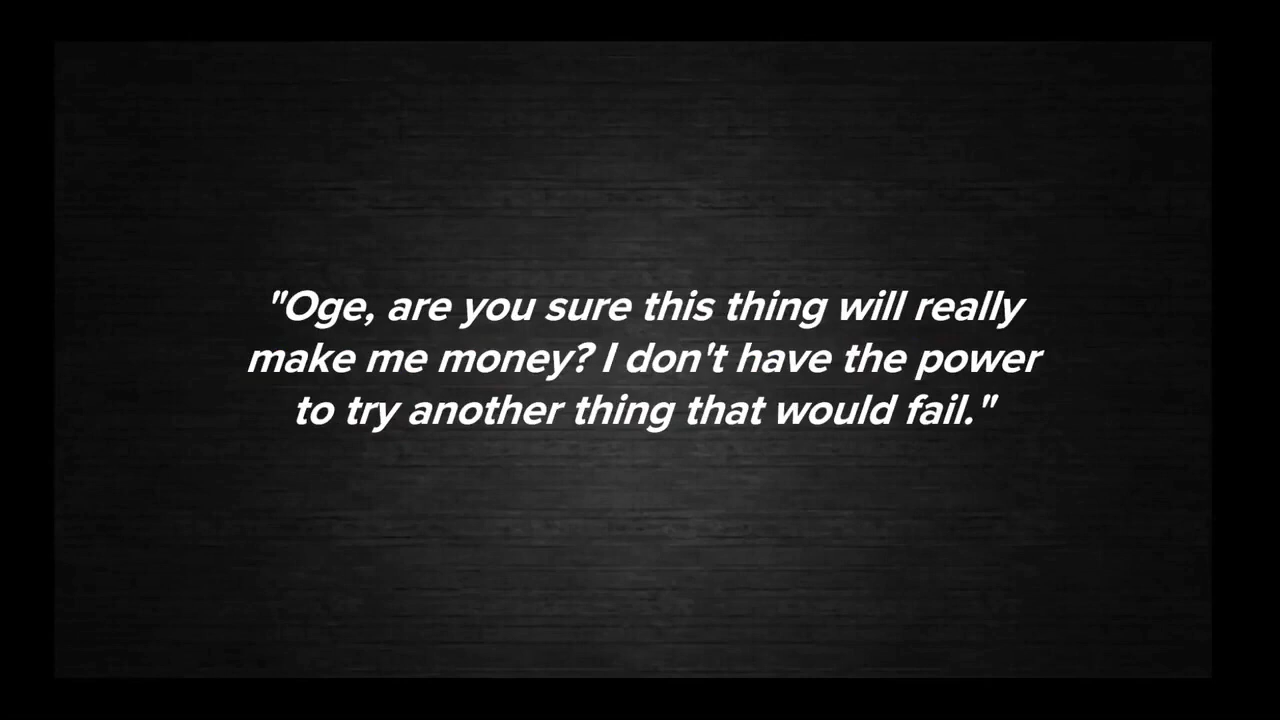 "Oge, are you sure this thing will really
make me money? I don't have the power
to try another thing that would fail."